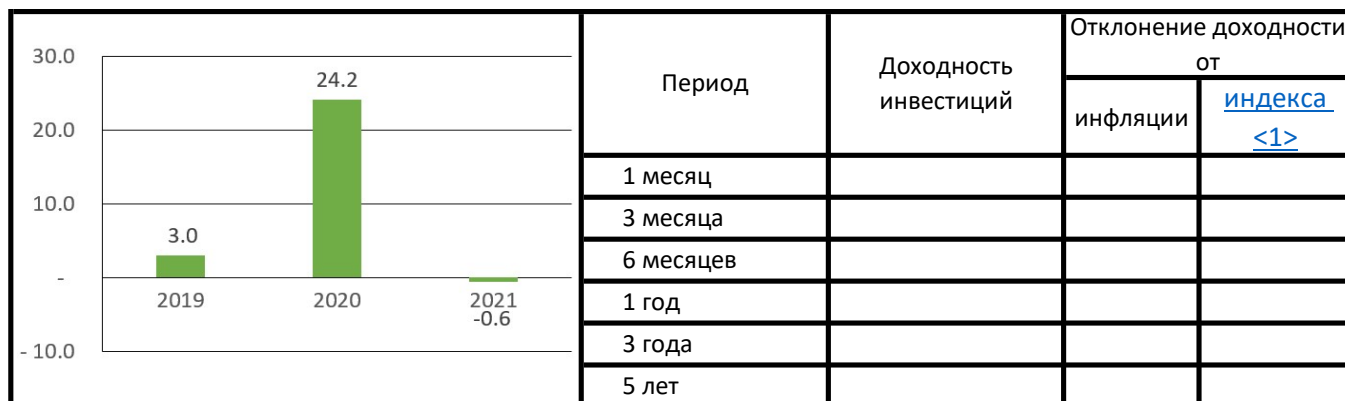 30.0
20.0
10.0
-
- 10.0
3.0
24.2
-0.6
2019
2020
2021
Период
Доходность
инвестиций
Отклонение доходности
от
инфляции
индекса
<1>
1 месяц
3 месяца
6 месяцев
1 год
3 года
5 лет